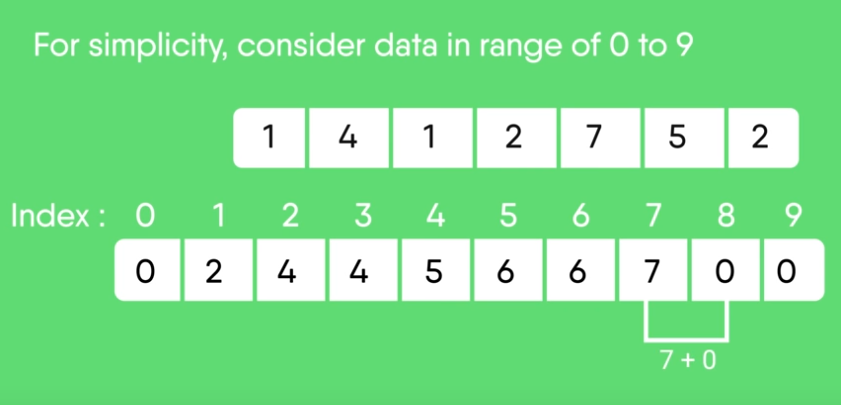 For simplicity, consider data in range of 0 to 9
1 4 1 2 7 5 2
Index : 0 1 2 3 4 5 6 7 8 9
0 2 4 4 5 6 6 7 0 0
7 + 0